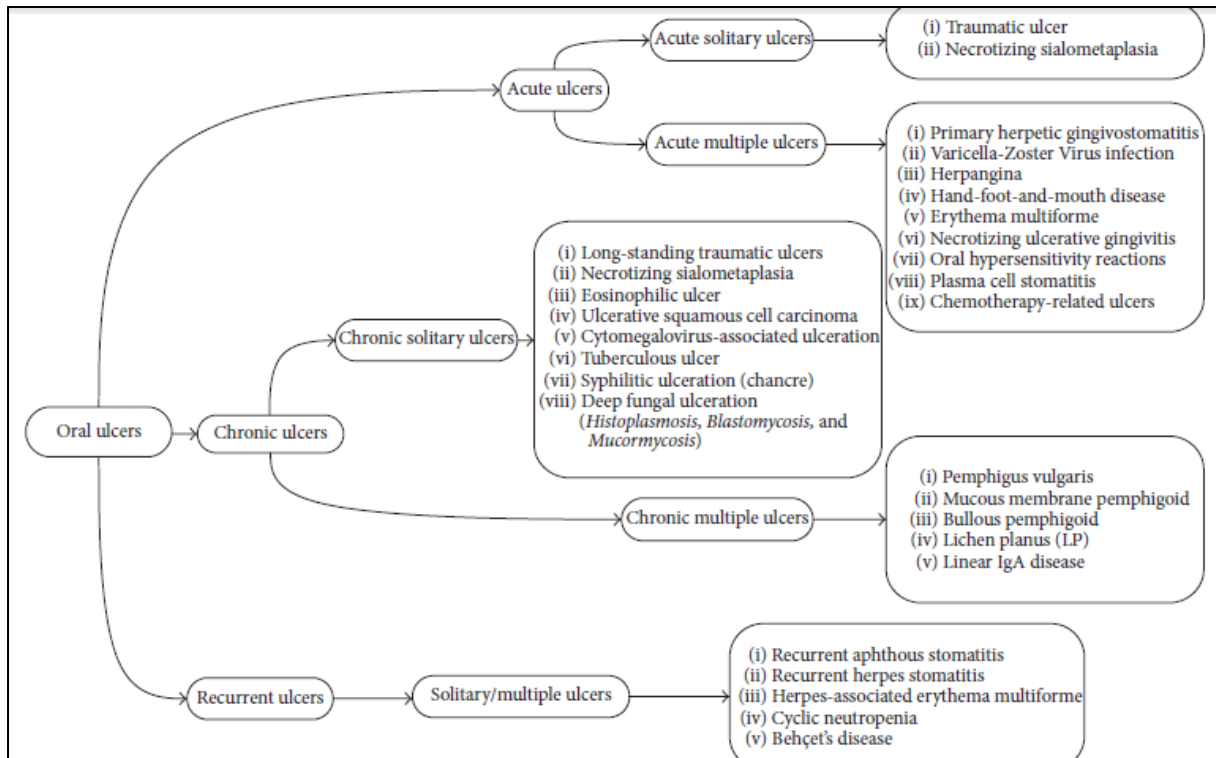 Acute solitary ulcers
(i) Traumatic ulcer
(ii) Necrotizing sialometaplasia
Acute ulcers
Acute multiple ulcers
(i) Primary herpetic gingivostomatitis
(ii) Varicella-Zoster Virus infection
(iii) Herpangina
(iv) Hand-foot-and-mouth disease
(v) Erythema multiforme
(vi) Necrotizing ulcerative gingivitis
(vii) Oral hypersensitivity reactions
(viii) Plasma cell stomatitis
(ix) Chemotherapy-related ulcers
Oral ulcers
Chronic ulcers
Chronic solitary ulcers
(i) Long-standing traumatic ulcers
(ii) Necrotizing sialometaplasia
(iii) Eosinophilic ulcer
(iv) Ulcerative squamous cell carcinoma
(v) Cytomegalovirus-associated ulceration
(vi) Tuberculous ulcer
(vii) Syphilitic ulceration (chancre)
(viii) Deep fungal ulceration
(Histoplasmosis, Blastomycosis, and
Mucormycosis)
Chronic multiple ulcers
(i) Pemphigus vulgaris
(ii) Mucous membrane pemphigoid
(iii) Bullous pemphigoid
(iv) Lichen planus (LP)
(v) Linear IgA disease
Recurrent ulcers
Solitary/multiple ulcers
(i) Recurrent aphthous stomatitis
(ii) Recurrent herpes stomatitis
(iii) Herpes-associated erythema multiforme
(iv) Cyclic neutropenia
(v) Behçet's disease